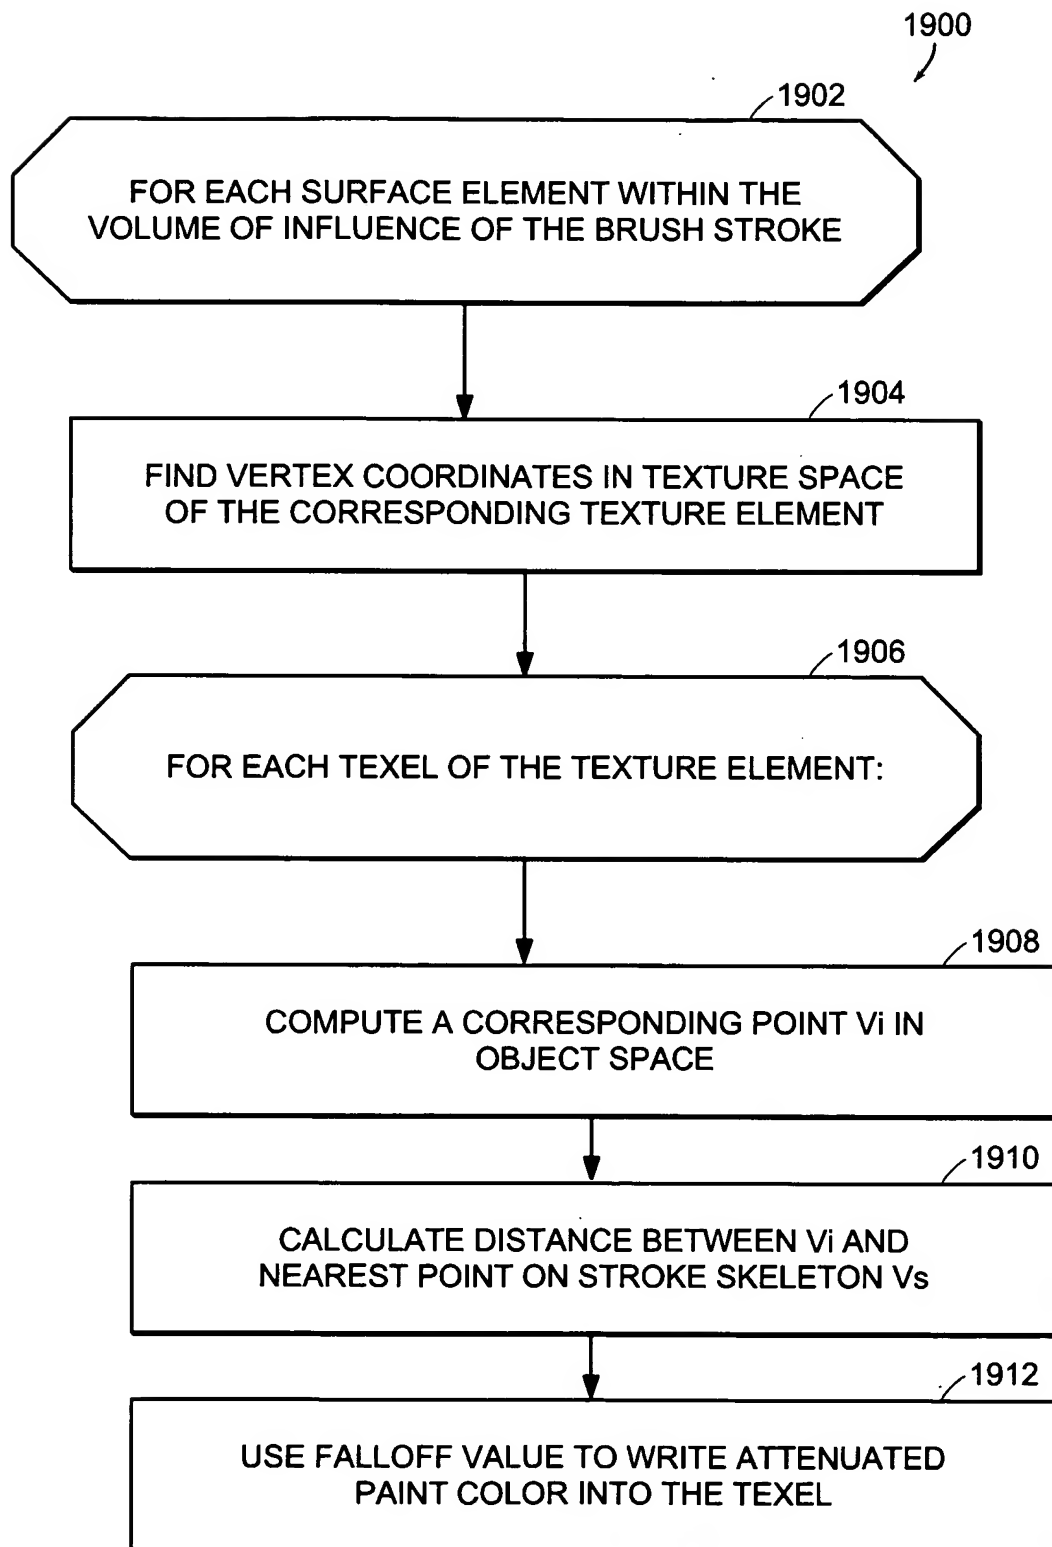 1900
1902
FOR EACH SURFACE ELEMENT WITHIN THE
VOLUME OF INFLUENCE OF THE BRUSH STROKE
1904
FIND VERTEX COORDINATES IN TEXTURE SPACE
OF THE CORRESPONDING TEXTURE ELEMENT
1906
FOR EACH TEXEL OF THE TEXTURE ELEMENT:
1908
COMPUTE A CORRESPONDING POINT Vi IN
OBJECT SPACE
1910
CALCULATE DISTANCE BETWEEN Vi AND
NEAREST POINT ON STROKE SKELETON Vs
1912
USE FALLOFF VALUE TO WRITE ATTENUATED
PAINT COLOR INTO THE TEXEL